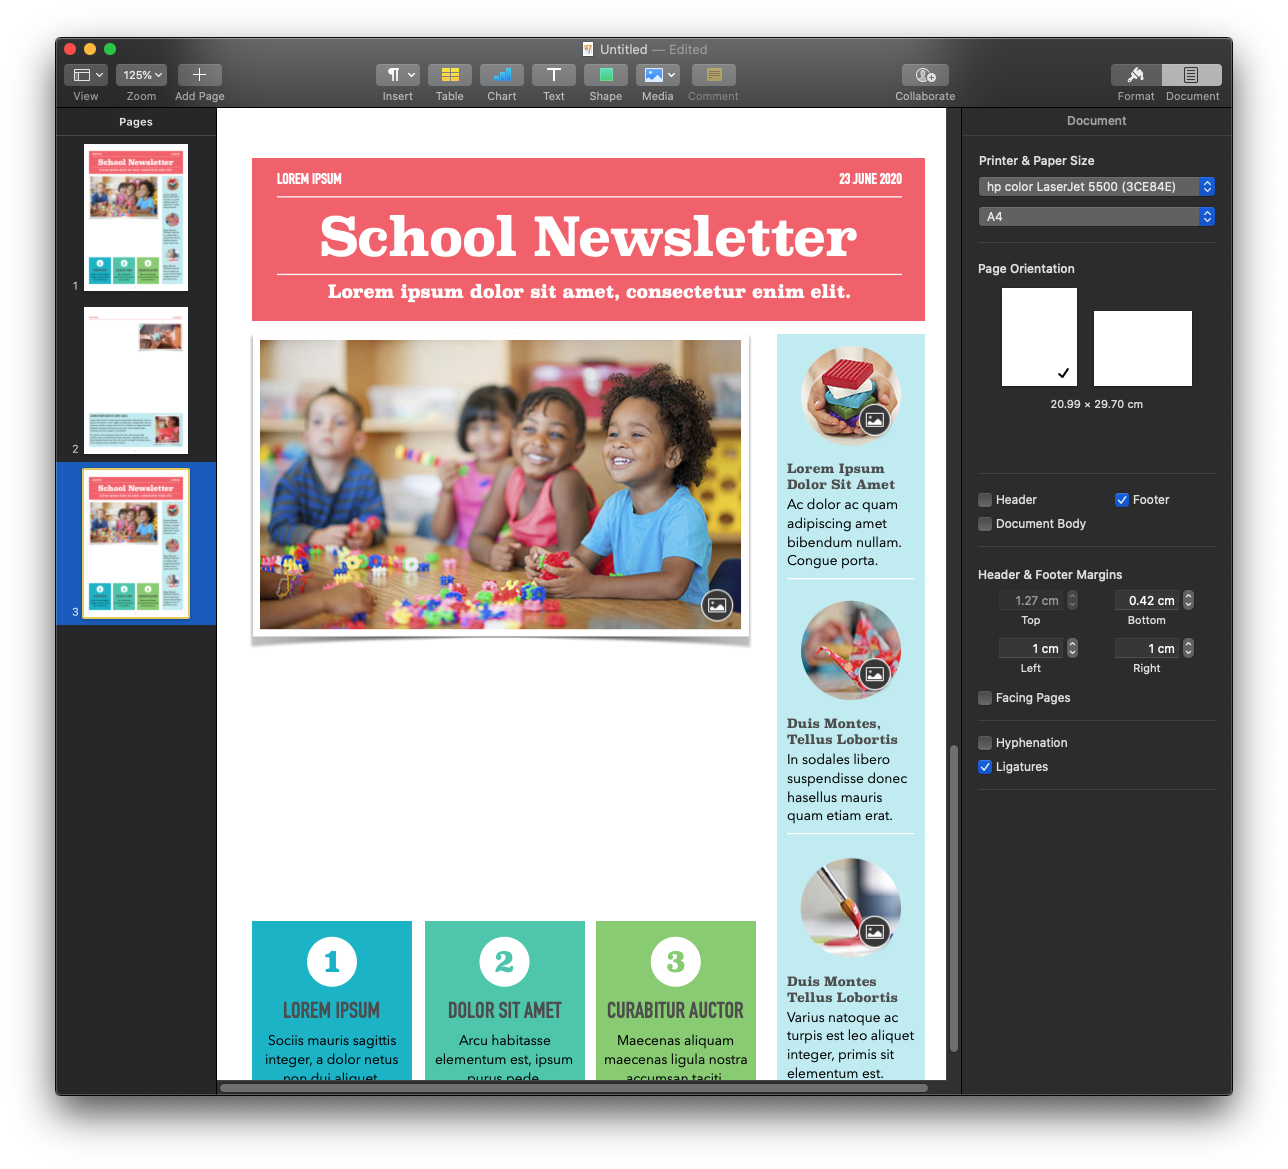 Untitled — Edited
View
125%
Zoom
Add Page
Insert
Table
Chart
Text
Shape
Media
Comment
Collaborate
Format
Document
Pages
School Newsletter
1
2
School Newsletter
3
LOREM IPSUM
23 JUNE 2020
School Newsletter
Lorem ipsum dolor sit amet, consectetur enim elit.
Lorem Ipsum
Dolor Sit Amet
Ac dolor ac quam
adipiscing amet
bibendum nullam.
Congue porta.
Duis Montes,
Tellus Lobortis
In sodales libero
suspendisse donec
hasellus mauris
quam etiam erat.
Duis Montes
Tellus Lobortis
Varius natoque ac
turpis est leo aliquet
integer, primis sit
elementum est.
1
LOREM IPSUM
Sociis mauris sagittis
integer, a dolor netus
non dui aliquet
2
DOLOR SIT AMET
Arcu habitasse
elementum est, ipsum
purus pede
3
CURABITUR AUCTOR
Maecenas aliquam
maecenas ligula nostra
accumsan taciti
Document
Printer & Paper Size
hp color LaserJet 5500 (3CE84E)
A4
Page Orientation
20.99 × 29.70 cm
Header
Footer
Document Body
Header & Footer Margins
1.27 cm
0.42 cm
Top
Bottom
1 cm
1 cm
Left
Right
Facing Pages
Hyphenation
Ligatures